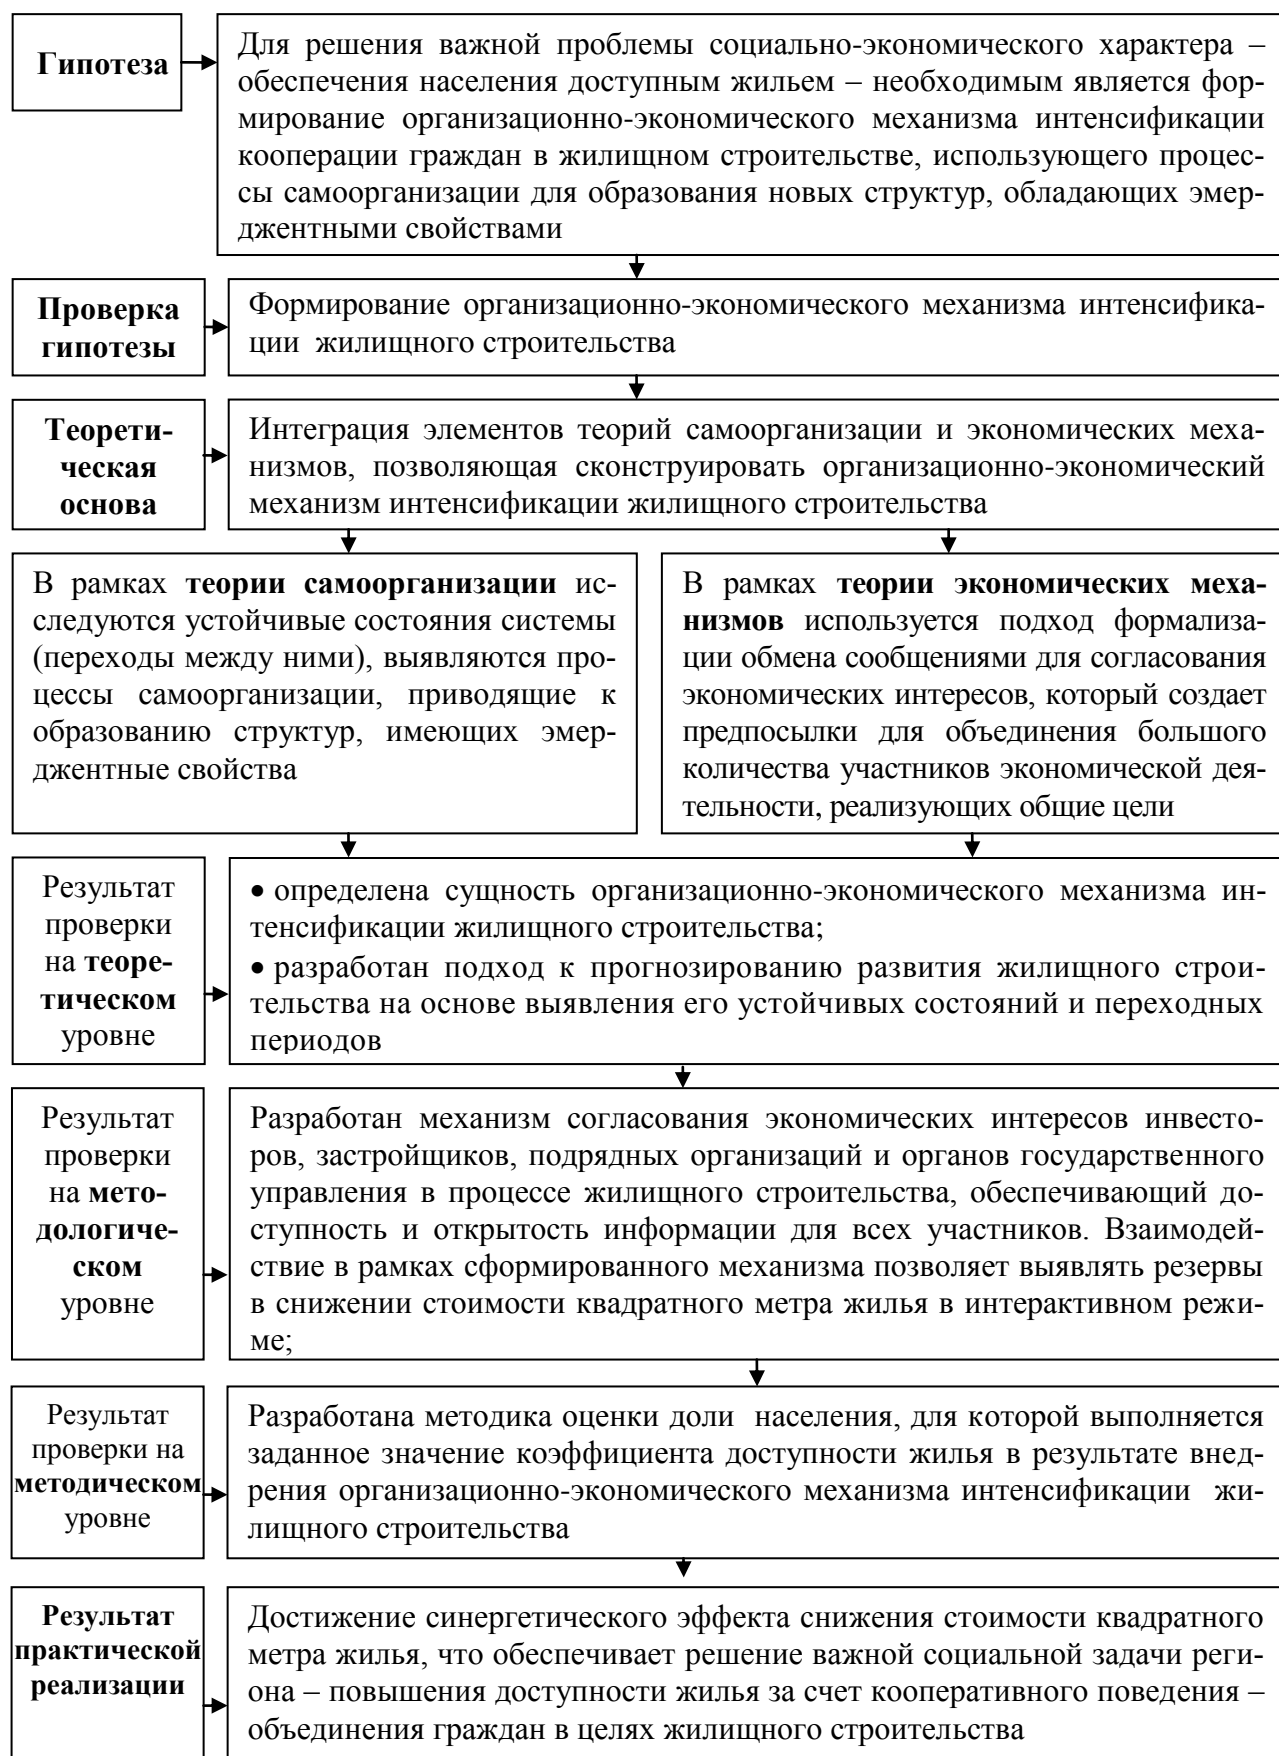 Гипотеза
Для решения важной проблемы социально-экономического характера –
обеспечения населения доступным жильем – необходимым является фор-
мирование организационно-экономического механизма интенсификации
кооперации граждан в жилищном строительстве, использующего процес-
сы самоорганизации для образования новых структур, обладающих эмер-
джентными свойствами
Проверка
гипотезы
Формирование организационно-экономического механизма интенсифика-
ции жилищного строительства
Теорети-
ческая
основа
Интеграция элементов теорий самоорганизации и экономических меха-
низмов, позволяющая сконструировать организационно-экономический
механизм интенсификации жилищного строительства
В рамках теории самоорганизации ис-
следуются устойчивые состояния системы
(переходы между ними), выявляются про-
цессы самоорганизации, приводящие к
образованию структур, имеющих эмер-
джентные свойства
В рамках теории экономических меха-
низмов используется подход формализа-
ции обмена сообщениями для согласования
экономических интересов, который создает
предпосылки для объединения большого
количества участников экономической дея-
тельности, реализующих общие цели
Результат
проверки
на теоре-
тическом
уровне
• определена сущность организационно-экономического механизма ин-
тенсификации жилищного строительства;
• разработан подход к прогнозированию развития жилищного строи-
тельства на основе выявления его устойчивых состояний и переходных
периодов
Результат
проверки
на мето-
дологиче-
ском
уровне
Разработан механизм согласования экономических интересов инвесто-
ров, застройщиков, подрядных организаций и органов государственного
управления в процессе жилищного строительства, обеспечивающий до-
ступность и открытость информации для всех участников. Взаимодей-
ствие в рамках сформированного механизма позволяет выявлять резервы
в снижении стоимости квадратного метра жилья в интерактивном режи-
ме;
Результат
проверки на
методическом
уровне
Разработана методика оценки доли населения, для которой выполняется
заданное значение коэффициента доступности жилья в результате внед-
рения организационно-экономического механизма интенсификации жи-
лищного строительства
Результат
практической
реализации
Достижение синергетического эффекта снижения стоимости квадратного
метра жилья, что обеспечивает решение важной социальной задачи реги-
она – повышения доступности жилья за счет кооперативного поведения –
объединения граждан в целях жилищного строительства